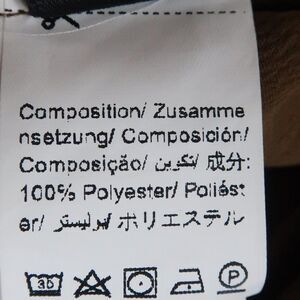 Composition/ Zusamme
nsetzung/ Composición/
Composição/ تكوين/ 成分:
100% Polyester/ Poliést
er/ بوليستر/ ポリエステル
P